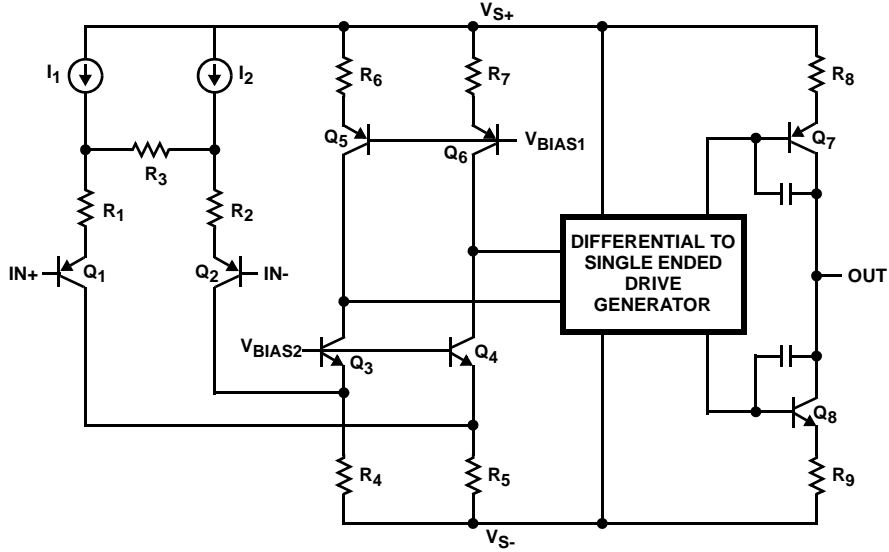 VS+
I1
I2
R6
R7
R8
Q5
Q6
VBIAS1
Q7
R3
R1
R2
IN+
Q1
Q2
IN-
DIFFERENTIAL TO
SINGLE ENDED
DRIVE
GENERATOR
OUT
VBIAS2
Q3
Q4
Q8
R4
R5
R9
VS-